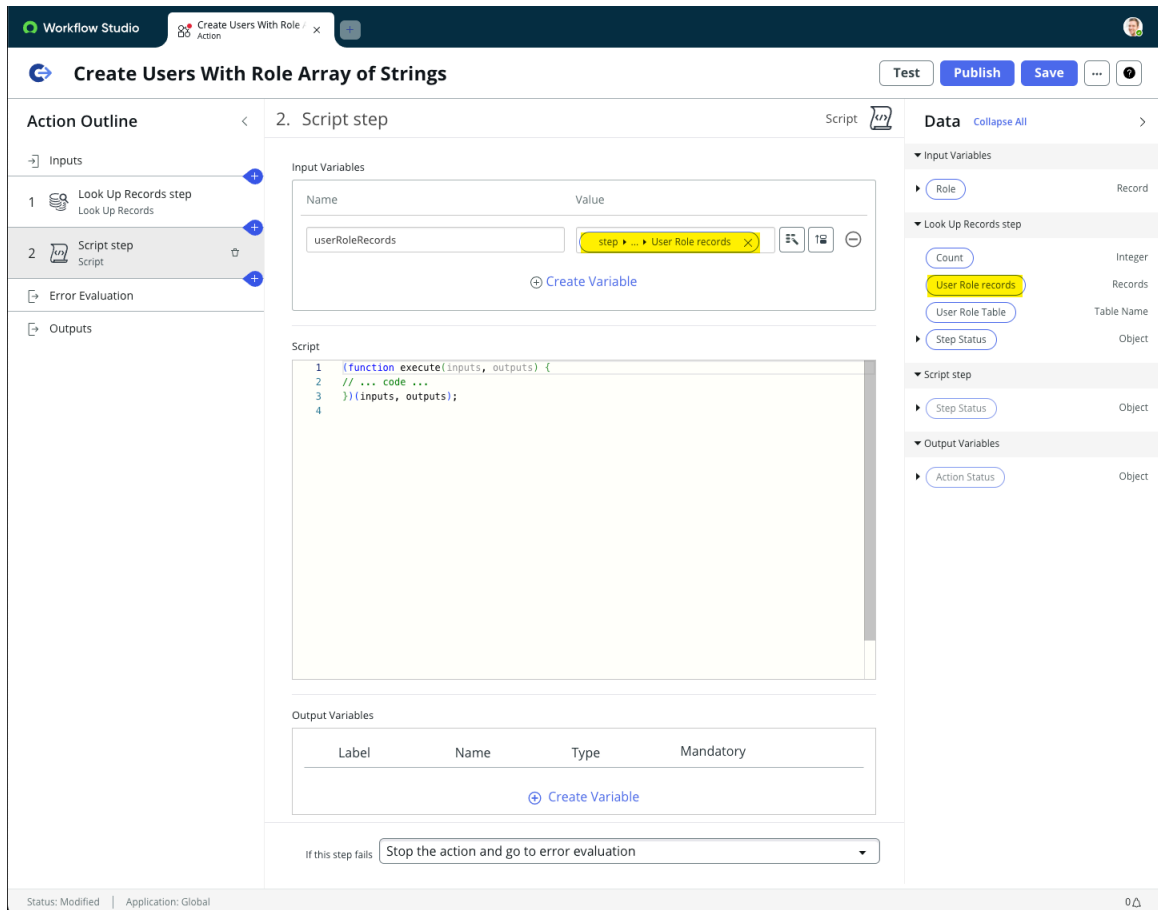 Workflow Studio
Create Users With Role /
Action
Create Users With Role Array of Strings
Test
Publish
Save
Action Outline
Inputs
1
Look Up Records step
Look Up Records
2
Script step
Script
Error Evaluation
Outputs
2. Script step
Script
Input Variables
Name Value
userRoleRecords
step ▸ ... ▸ User Role records
Create Variable
Script
1 (function execute(inputs, outputs) {
2 // ... code ...
3 })(inputs, outputs);
4
Output Variables
Label Name Type Mandatory
Create Variable
If this step fails Stop the action and go to error evaluation
Data Collapse All
Input Variables
Role Record
Look Up Records step
Count Integer
User Role records Records
User Role Table Table Name
Step Status Object
Script step
Step Status Object
Output Variables
Action Status Object
Status: Modified | Application: Global
0